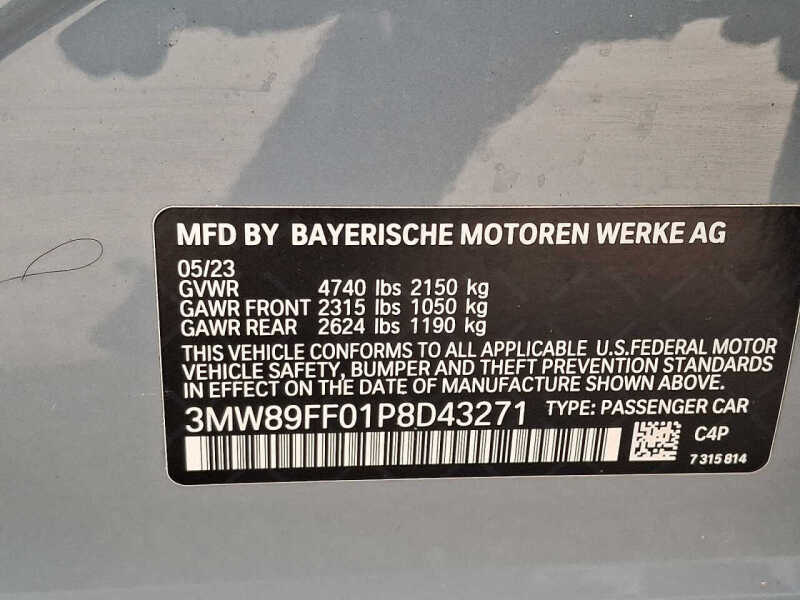 MFD BY BAYERISCHE MOTOREN WERKE AG
05/23
GVWR 4740 lbs 2150 kg
GAWR FRONT 2315 lbs 1050 kg
GAWR REAR 2624 lbs 1190 kg
THIS VEHICLE CONFORMS TO ALL APPLICABLE U.S.FEDERAL MOTOR
VEHICLE SAFETY, BUMPER AND THEFT PREVENTION STANDARDS
IN EFFECT ON THE DATE OF MANUFACTURE SHOWN ABOVE.
3MW89FF01P8D43271 TYPE: PASSENGER CAR
C4P
7 315 814